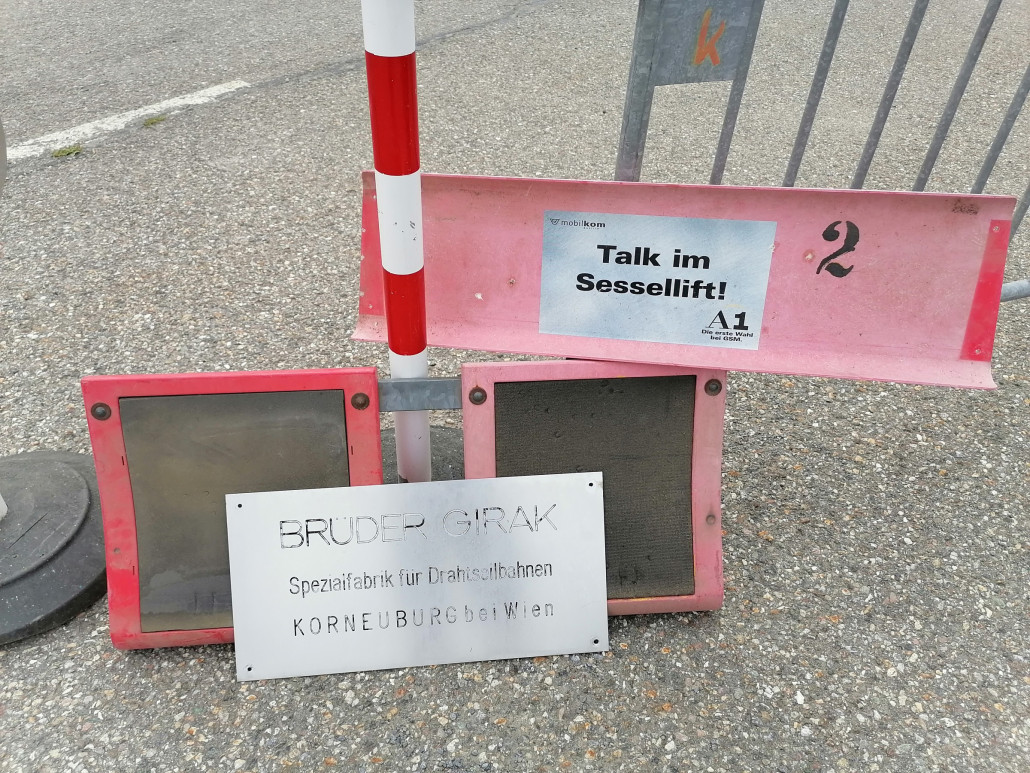 k
mobilkom
Talk im
Sessellift!
A1
Die erste Wahl
bei GSM.
2
BRÜDER GIRAK
Spezialfabrik für Drahtseilbahnen
KORNEUBURG bei Wien